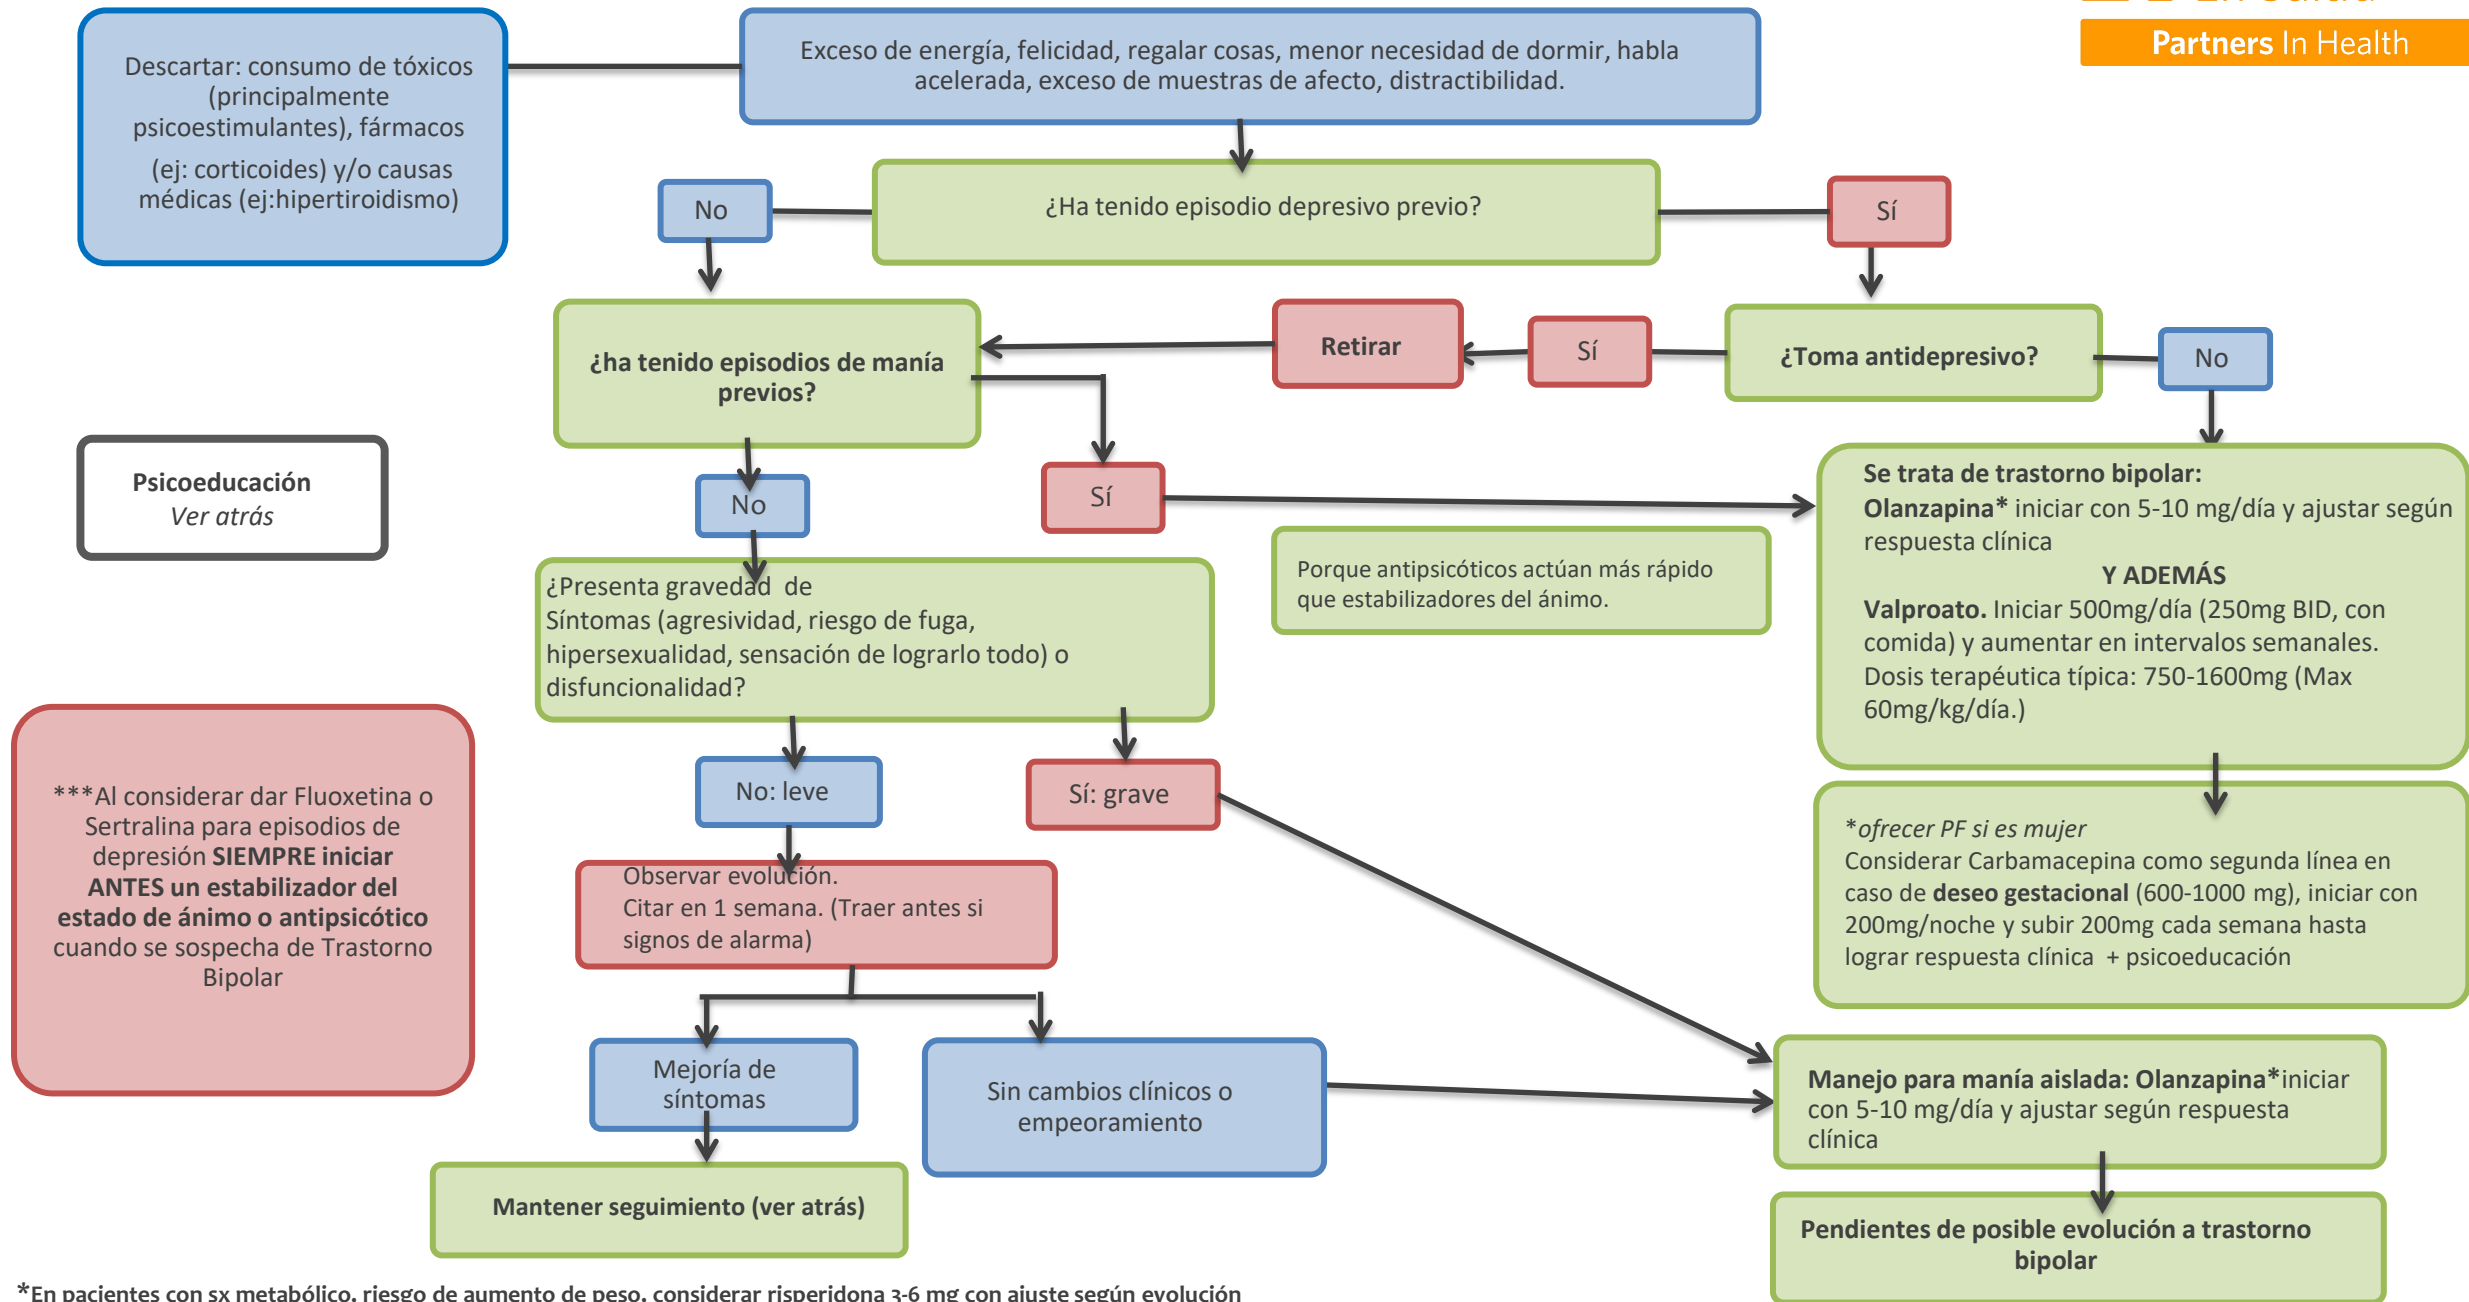 En Salud
Partners In Health
Descartar: consumo de tóxicos
(principalmente
psicoestimulantes), fármacos
(ej: corticoides) y/o causas
médicas (ej:hipertiroidismo)
Exceso de energía, felicidad, regalar cosas, menor necesidad de dormir, habla
acelerada, exceso de muestras de afecto, distractibilidad.
No
¿Ha tenido episodio depresivo previo?
Sí
¿ha tenido episodios de manía
previos?
Retirar
Sí
¿Toma antidepresivo?
No
Psicoeducación
Ver atrás
No
Sí
Se trata de trastorno bipolar:
Olanzapina* iniciar con 5-10 mg/día y ajustar según
respuesta clínica
Y ADEMÁS
Valproato. Iniciar 500mg/día (250mg BID, con
comida) y aumentar en intervalos semanales.
Dosis terapéutica típica: 750-1600mg (Max
60mg/kg/día.)
Porque antipsicóticos actúan más rápido
que estabilizadores del ánimo.
¿Presenta gravedad de
Síntomas (agresividad, riesgo de fuga,
hipersexualidad, sensación de lograrlo todo) o
disfuncionalidad?
***Al considerar dar Fluoxetina o
Sertralina para episodios de
depresión SIEMPRE iniciar
ANTES un estabilizador del
estado de ánimo o antipsicótico
cuando se sospecha de Trastorno
Bipolar
No: leve
Sí: grave
*ofrecer PF si es mujer
Considerar Carbamacepina como segunda línea en
caso de deseo gestacional (600-1000 mg), iniciar con
200mg/noche y subir 200mg cada semana hasta
lograr respuesta clínica + psicoeducación
Observar evolución.
Citar en 1 semana. (Traer antes si
signos de alarma)
Mejoría de
síntomas
Sin cambios clínicos o
empeoramiento
Manejo para manía aislada: Olanzapina*iniciar
con 5-10 mg/día y ajustar según respuesta
clínica
Mantener seguimiento (ver atrás)
Pendientes de posible evolución a trastorno
bipolar
*En pacientes con sx metabólico, riesgo de aumento de peso, considerar risperidona 3-6 mg con ajuste según evolución